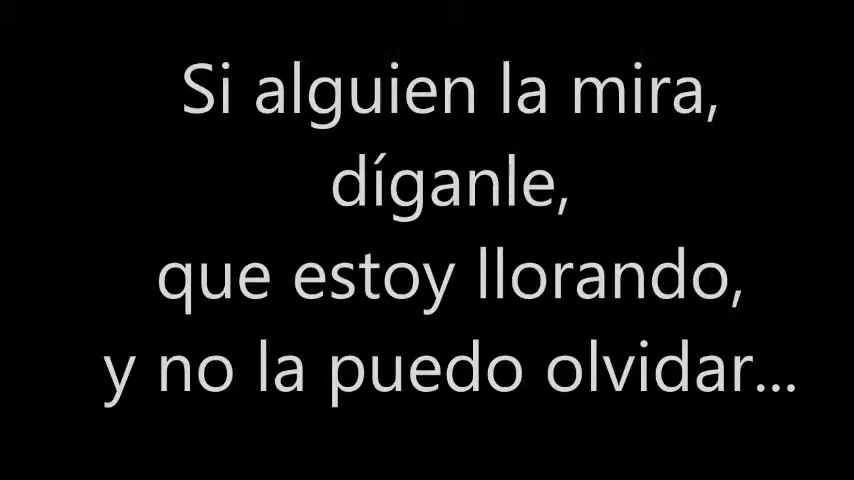 Si alguien la mira,
díganle,
que estoy llorando,
y no la puedo olvidar...